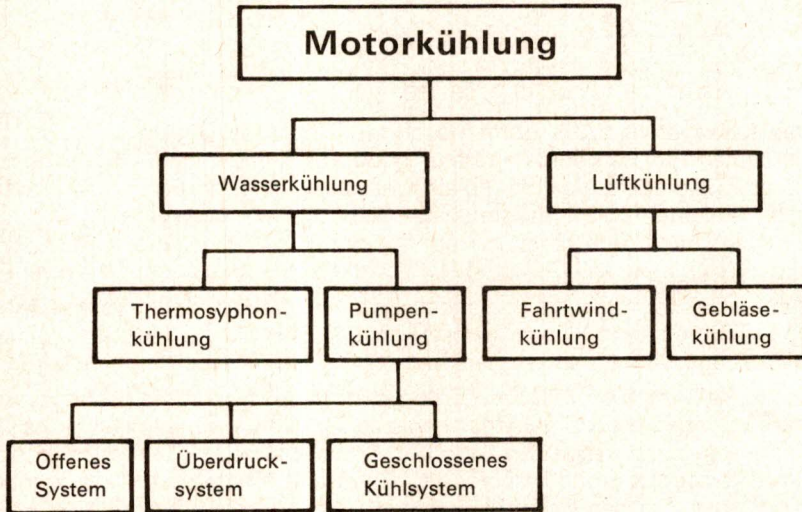 Motorkühlung
Wasserkühlung
Luftkühlung
Thermosyphon-
kühlung
Pumpen-
kühlung
Fahrtwind-
kühlung
Gebläse-
kühlung
Offenes
System
Überdruck-
system
Geschlossenes
Kühlsystem